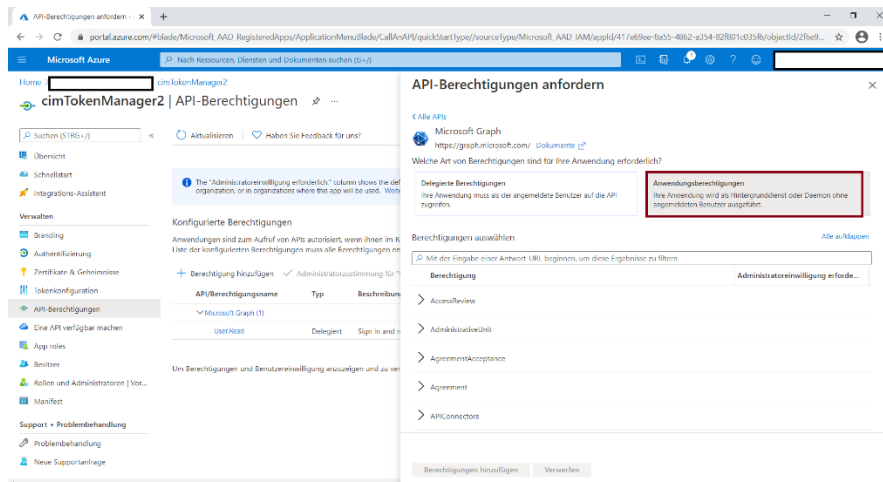 API-Berechtigungen anfordern -
portal.azure.com/#blade/Microsoft_AAD_RegisteredApps/ApplicationMenuBlade/CallAnAPI/quickStartType//sourceType/Microsoft_AAD_IAM/appId/
Microsoft Azure
Nach Ressourcen, Diensten und Dokumenten suchen (G+/)
Home
cimTokenManager2
cimTokenManager2 | API-Berechtigungen
Suchen (STRG+/)
Übersicht
Schnellstart
Integrations-Assistent
Verwalten
Branding
Authentifizierung
Zertifikate & Geheimnisse
Tokenkonfiguration
API-Berechtigungen
Eine API verfügbar machen
App roles
Besitzer
Rollen und Administratoren | Vor...
Manifest
Support + Problembehandlung
Problembehandlung
Neue Supportanfrage
Aktualisieren
Haben Sie Feedback für uns?
The "Administratoreinwilligung erforderlich." column shows the def
organization, or in organizations where this app will be used.
Konfigurierte Berechtigungen
Anwendungen sind zum Aufruf von APIs autorisiert, wenn ihnen im
Liste der konfigurierten Berechtigungen muss alle Berechtigungen en
Berechtigung hinzufügen
Administratorzustimmung für
API/Berechtigungsname
Typ
Beschreibun
Microsoft Graph (1)
User.Read
Delegiert
Sign in and r
Um Berechtigungen und Benutzereinwilligung anzuzeigen und zu ver
API-Berechtigungen anfordern
Alle APIs
Microsoft Graph
https://graph.microsoft.com/ Dokumente
Welche Art von Berechtigungen sind für Ihre Anwendung erforderlich?
Delegierte Berechtigungen
Ihre Anwendung muss als der angemeldete Benutzer auf die API
zugreifen.
Anwendungsberechtigungen
Ihre Anwendung wird als Hintergrunddienst oder Daemon ohne
angemeldeten Benutzer ausgeführt.
Berechtigungen auswählen
Alle aufklappen
Mit der Eingabe einer Antwort-URL beginnen, um diese Ergebnisse zu filtern
Berechtigung
Administratoreinwilligung erforde...
AccessReview
AdministrativeUnit
AgreementAcceptance
Agreement
APIConnectors
Berechtigungen hinzufügen
Verwerfen